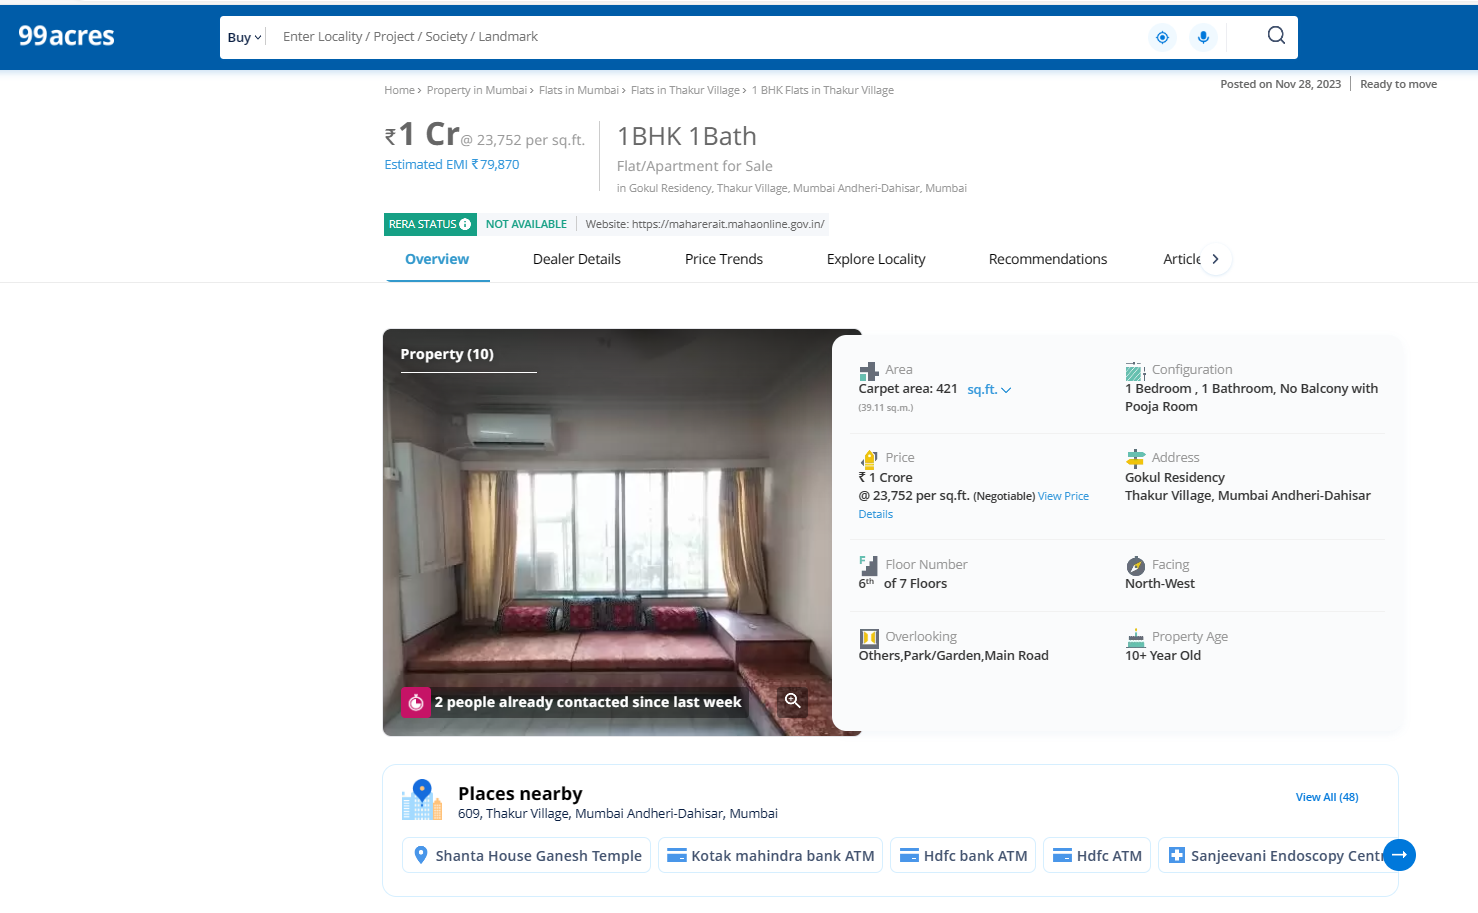 99acres
Buy
Enter Locality / Project / Society / Landmark
Home › Property in Mumbai › Flats in Mumbai › Flats in Thakur Village › 1 BHK Flats in Thakur Village
Posted on Nov 28, 2023 | Ready to move
₹1 Cr @ 23,752 per sq.ft.
Estimated EMI ₹79,870
1BHK 1Bath
Flat/Apartment for Sale
in Gokul Residency, Thakur Village, Mumbai Andheri-Dahisar, Mumbai
RERA STATUS NOT AVAILABLE | Website: https://maharerait.mahaonline.gov.in/
Overview Dealer Details Price Trends Explore Locality Recommendations Article
Property (10)
2 people already contacted since last week
Area
Carpet area: 421 sq.ft.
(39.11 sq.m.)
Configuration
1 Bedroom , 1 Bathroom, No Balcony with
Pooja Room
Price
₹ 1 Crore
@ 23,752 per sq.ft. (Negotiable) View Price
Details
Address
Gokul Residency
Thakur Village, Mumbai Andheri-Dahisar
Floor Number
6th of 7 Floors
Facing
North-West
Overlooking
Others,Park/Garden,Main Road
Property Age
10+ Year Old
Places nearby
609, Thakur Village, Mumbai Andheri-Dahisar, Mumbai
View All (48)
Shanta House Ganesh Temple
Kotak mahindra bank ATM
Hdfc bank ATM
Hdfc ATM
Sanjeevani Endoscopy Centr